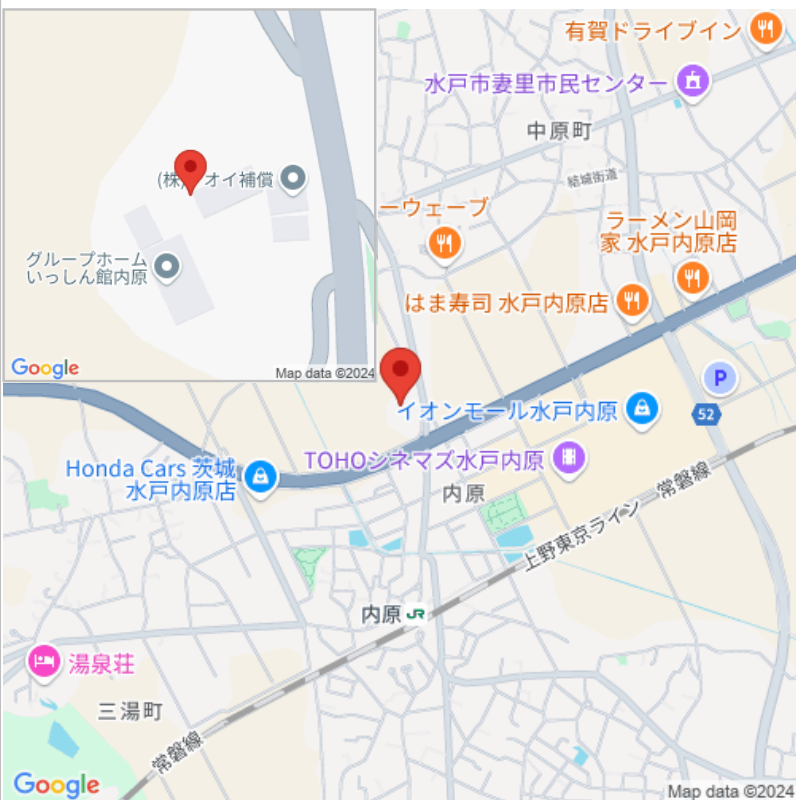 有賀ドライブイン
水戸市妻里市民センター
中原町
結城街道
(株)
オイ補償
グループホーム
いっしん館内原
Google
Map data ©2024
ーウェーブ
ラーメン山岡
家 水戸内原店
はま寿司 水戸内原店
P
イオンモール水戸内原
52
Honda Cars 茨城
水戸内原店
TOHOシネマズ水戸内原
内原
上野東京ライン
常磐線
内原 JR
湯泉荘
三湯町
常磐線
Google
Map data ©2024